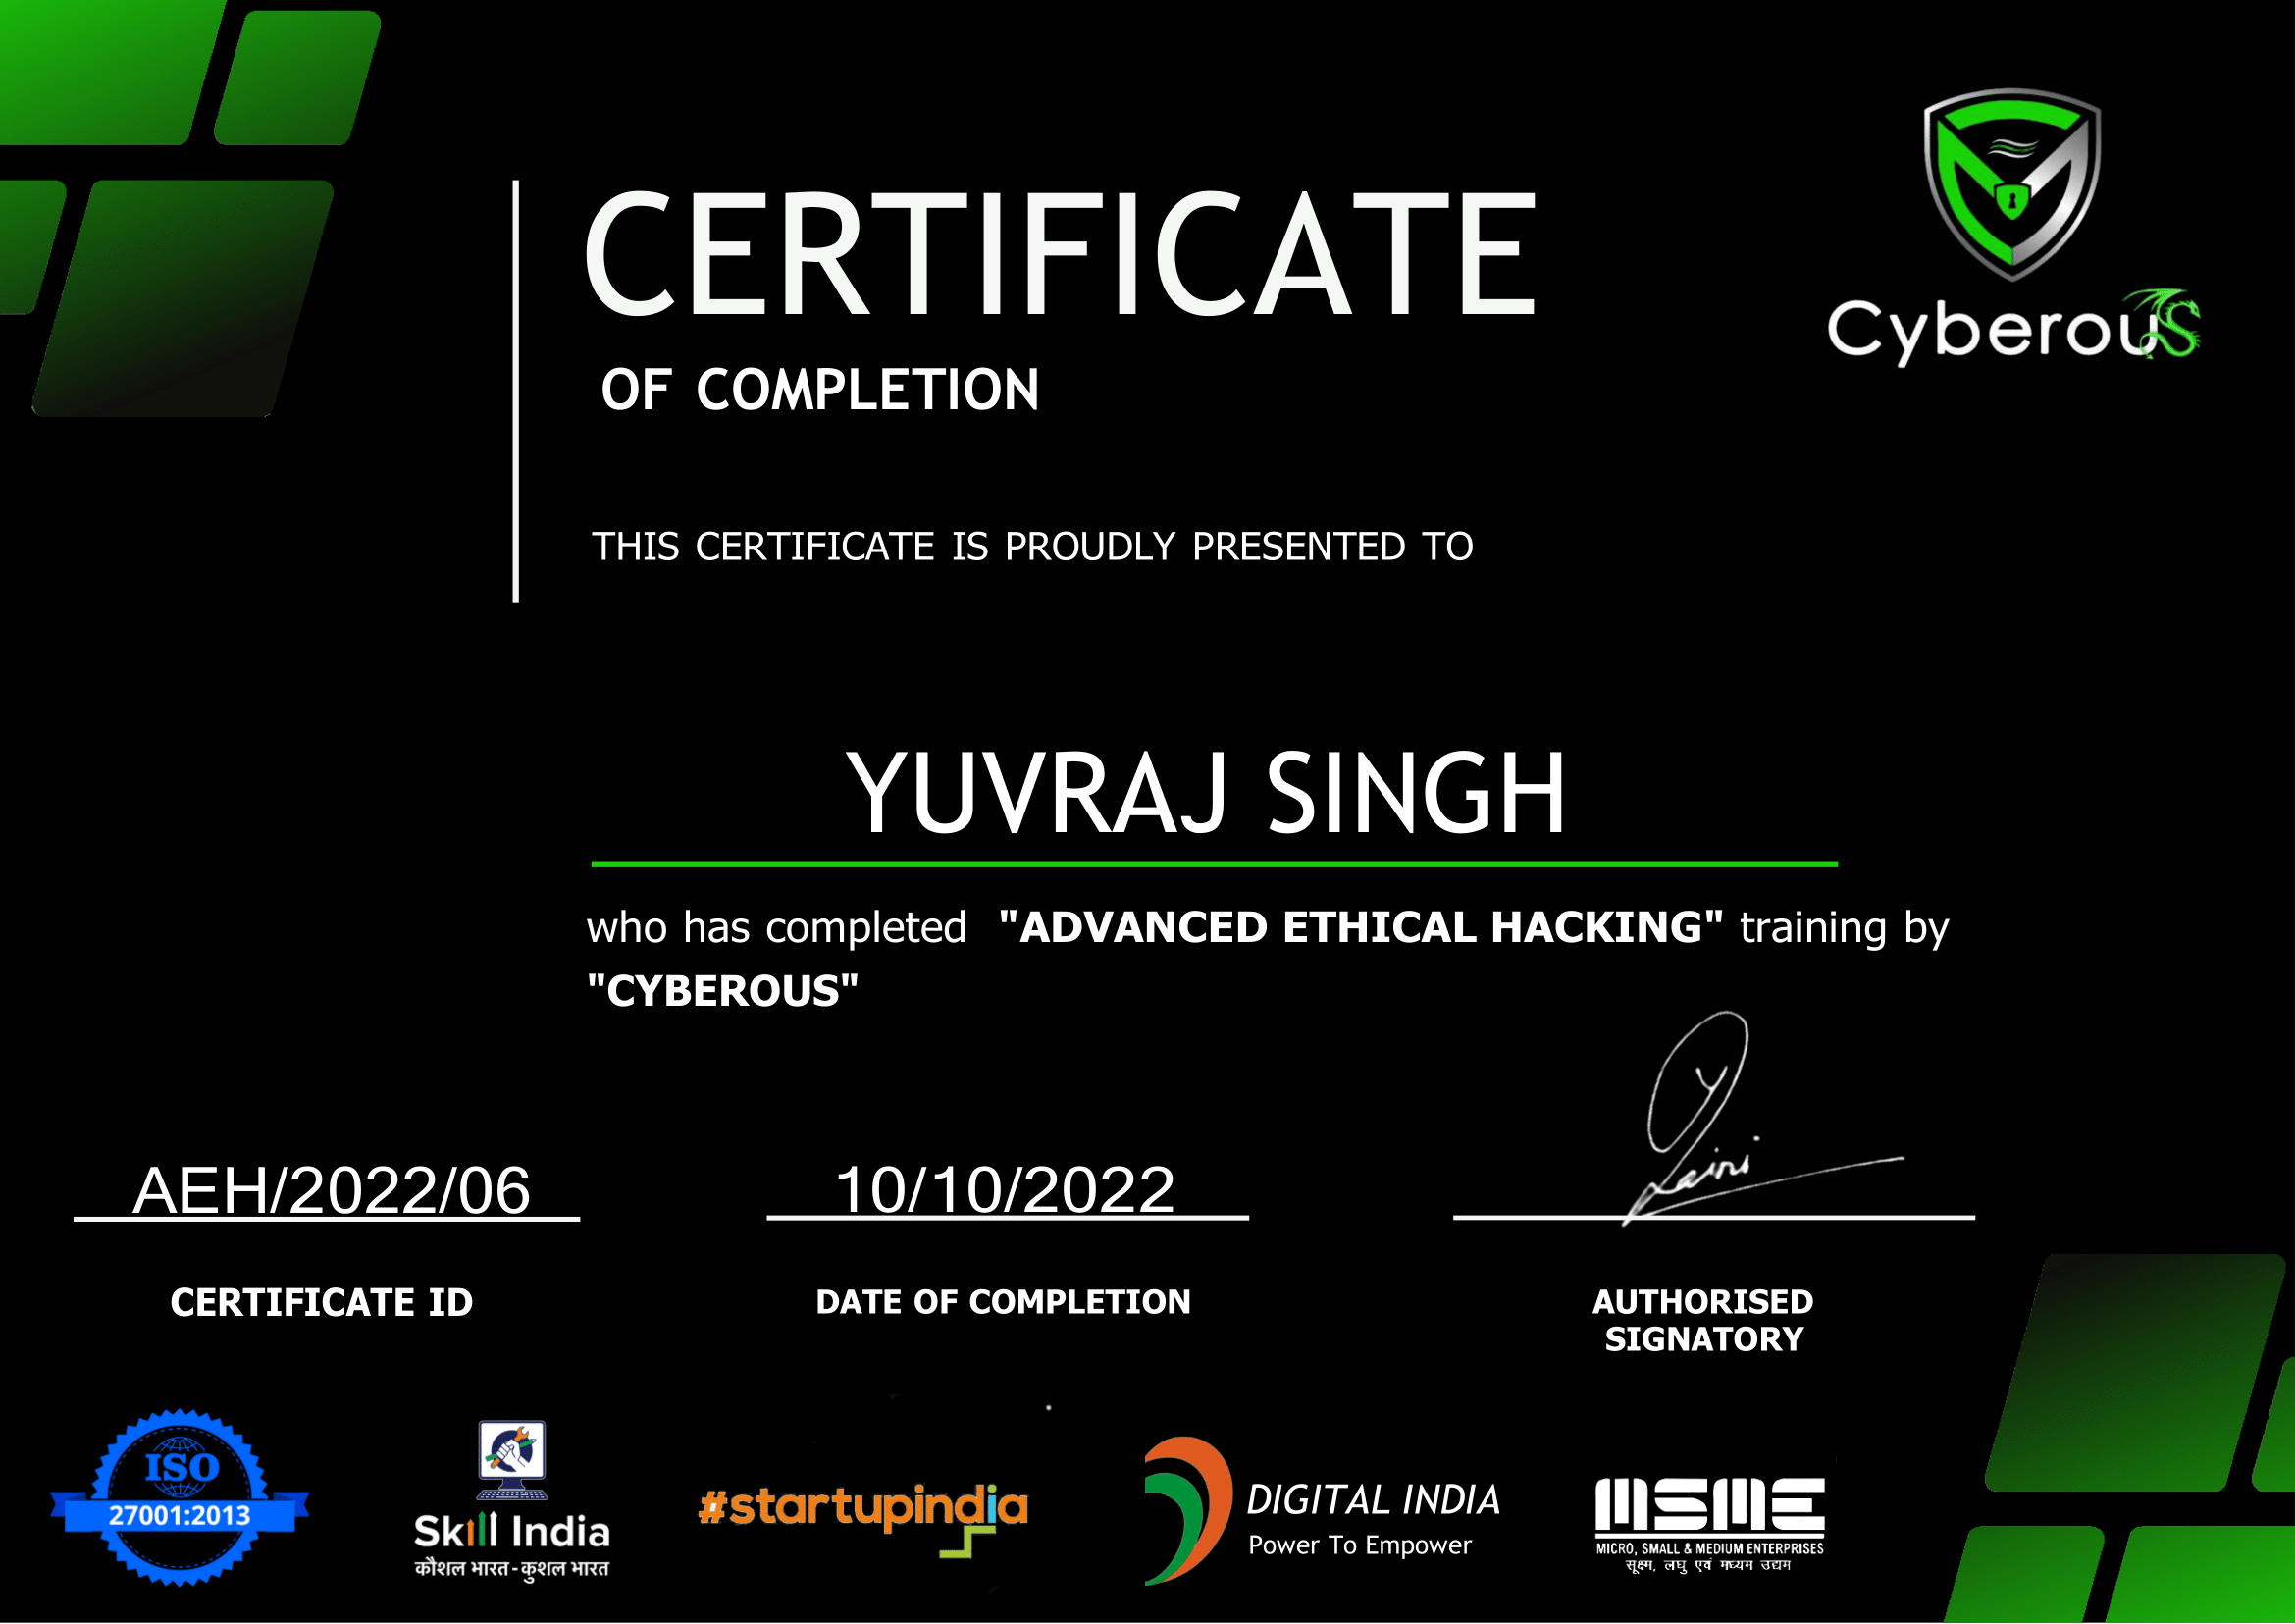 CERTIFICATE
Cyberous
OF COMPLETION
THIS CERTIFICATE IS PROUDLY PRESENTED TO
YUVRAJ SINGH
who has completed "ADVANCED ETHICAL HACKING" training by
"CYBEROUS"
AEH/2022/06
10/10/2022
CERTIFICATE ID
DATE OF COMPLETION
AUTHORISED
SIGNATORY
ISO
27001:2013
Skill India
कौशल भारत-कुशल भारत
#startupindia
DIGITAL INDIA
Power To Empower
MSME
MICRO, SMALL & MEDIUM ENTERPRISES
सूक्ष्म, लघु एवं मध्यम उद्यम